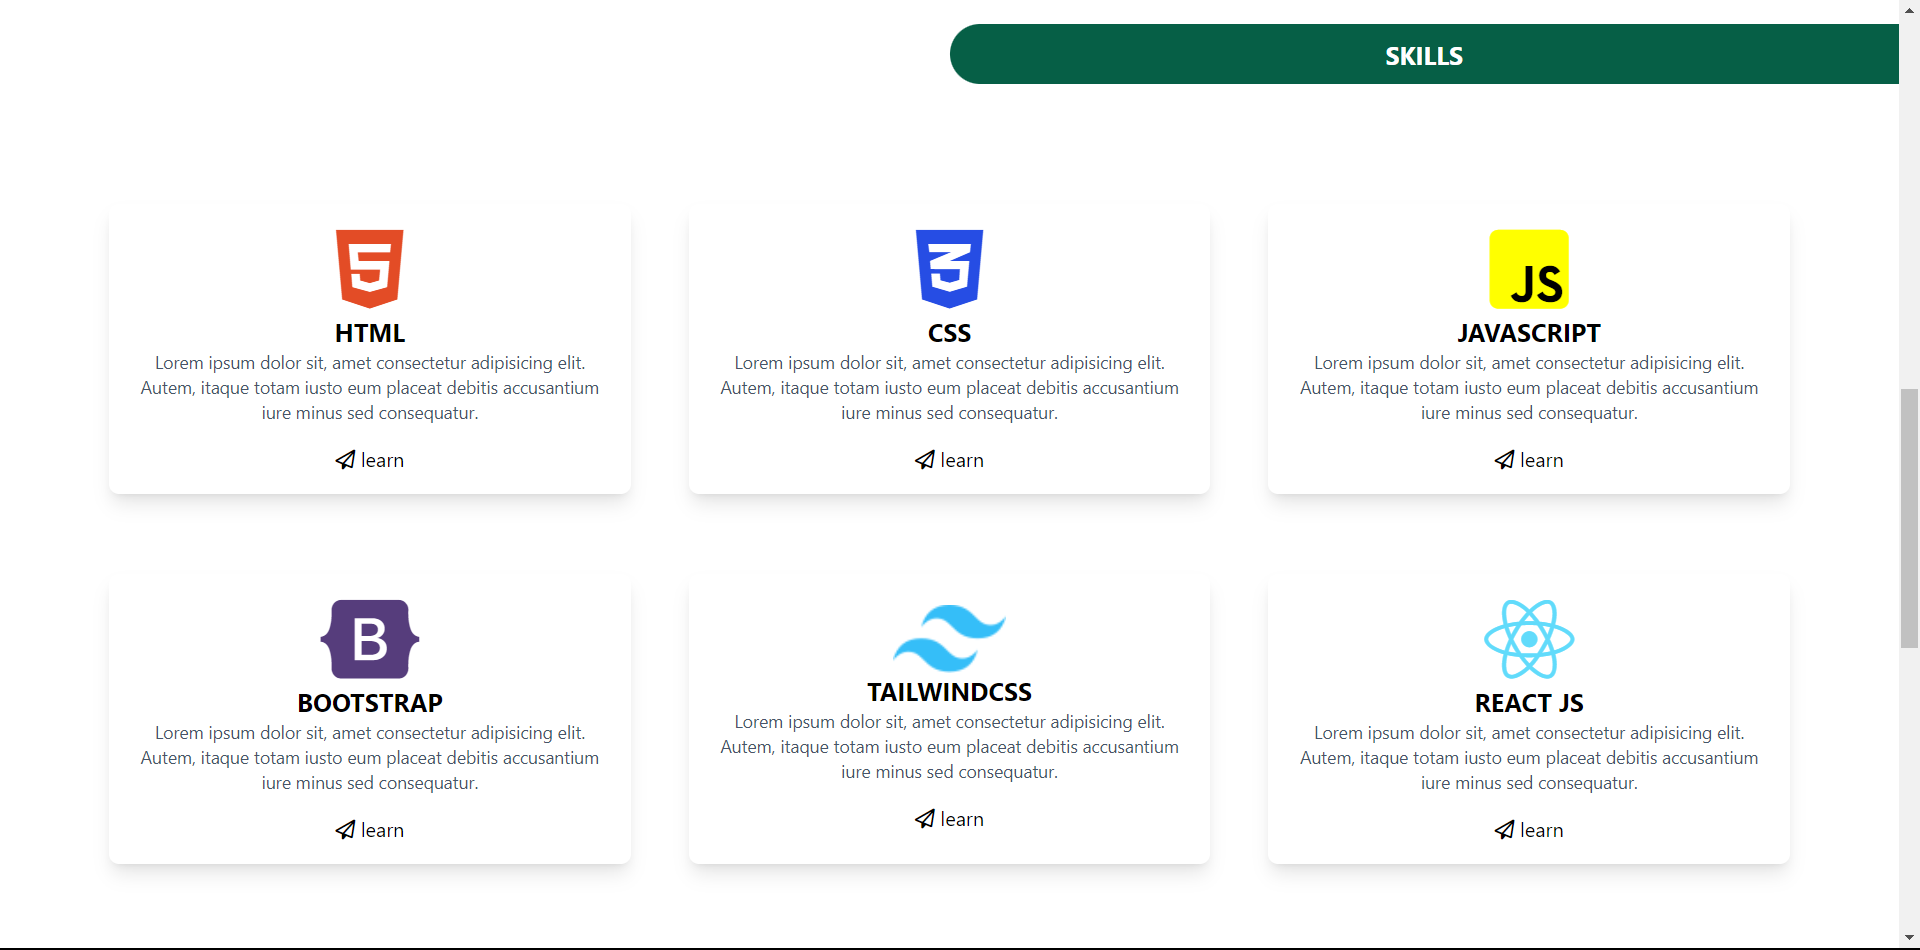 SKILLS
5
3
JS
HTML
Lorem ipsum dolor sit, amet consectetur adipisicing elit.
Autem, itaque totam iusto eum placeat debitis accusantium
iure minus sed consequatur.
learn
CSS
Lorem ipsum dolor sit, amet consectetur adipisicing elit.
Autem, itaque totam iusto eum placeat debitis accusantium
iure minus sed consequatur.
learn
JAVASCRIPT
Lorem ipsum dolor sit, amet consectetur adipisicing elit.
Autem, itaque totam iusto eum placeat debitis accusantium
iure minus sed consequatur.
learn
B
BOOTSTRAP
Lorem ipsum dolor sit, amet consectetur adipisicing elit.
Autem, itaque totam iusto eum placeat debitis accusantium
iure minus sed consequatur.
learn
TAILWINDCSS
Lorem ipsum dolor sit, amet consectetur adipisicing elit.
Autem, itaque totam iusto eum placeat debitis accusantium
iure minus sed consequatur.
learn
REACT JS
Lorem ipsum dolor sit, amet consectetur adipisicing elit.
Autem, itaque totam iusto eum placeat debitis accusantium
iure minus sed consequatur.
learn